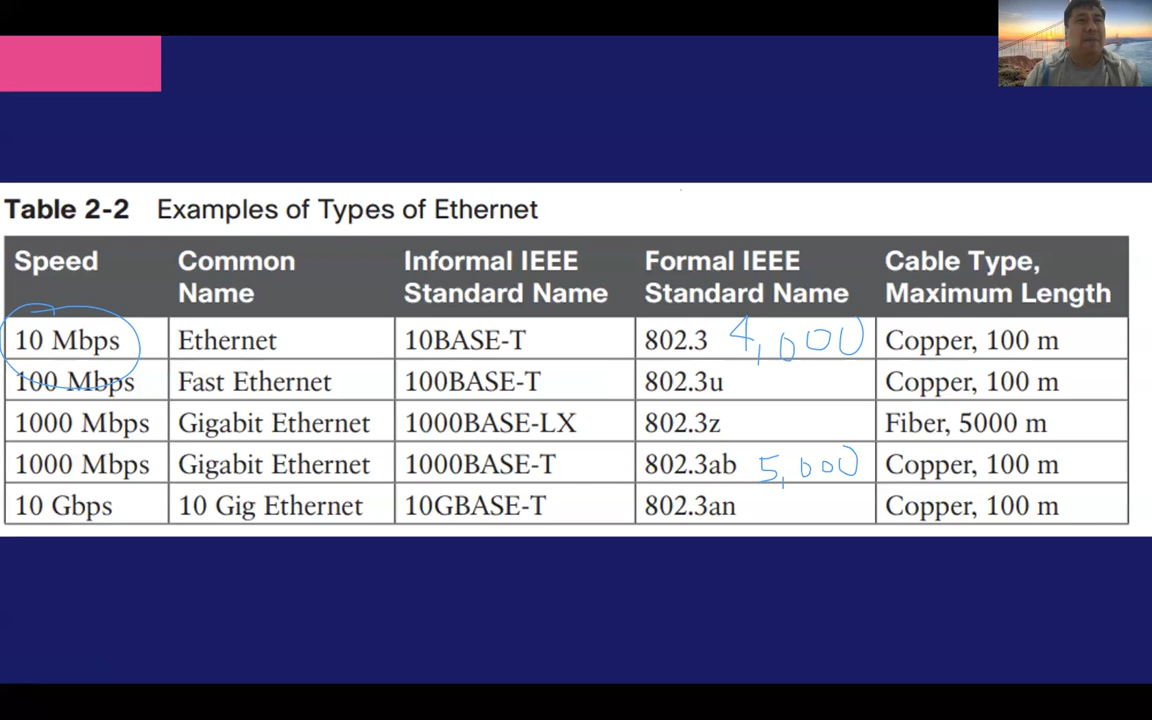 Table 2-2 Examples of Types of Ethernet
Speed Common Name Informal IEEE Standard Name Formal IEEE Standard Name Cable Type, Maximum Length
10 Mbps Ethernet 10BASE-T 802.3 4,000 Copper, 100 m
100 Mbps Fast Ethernet 100BASE-T 802.3u Copper, 100 m
1000 Mbps Gigabit Ethernet 1000BASE-LX 802.3z Fiber, 5000 m
1000 Mbps Gigabit Ethernet 1000BASE-T 802.3ab 5,000 Copper, 100 m
10 Gbps 10 Gig Ethernet 10GBASE-T 802.3an Copper, 100 m